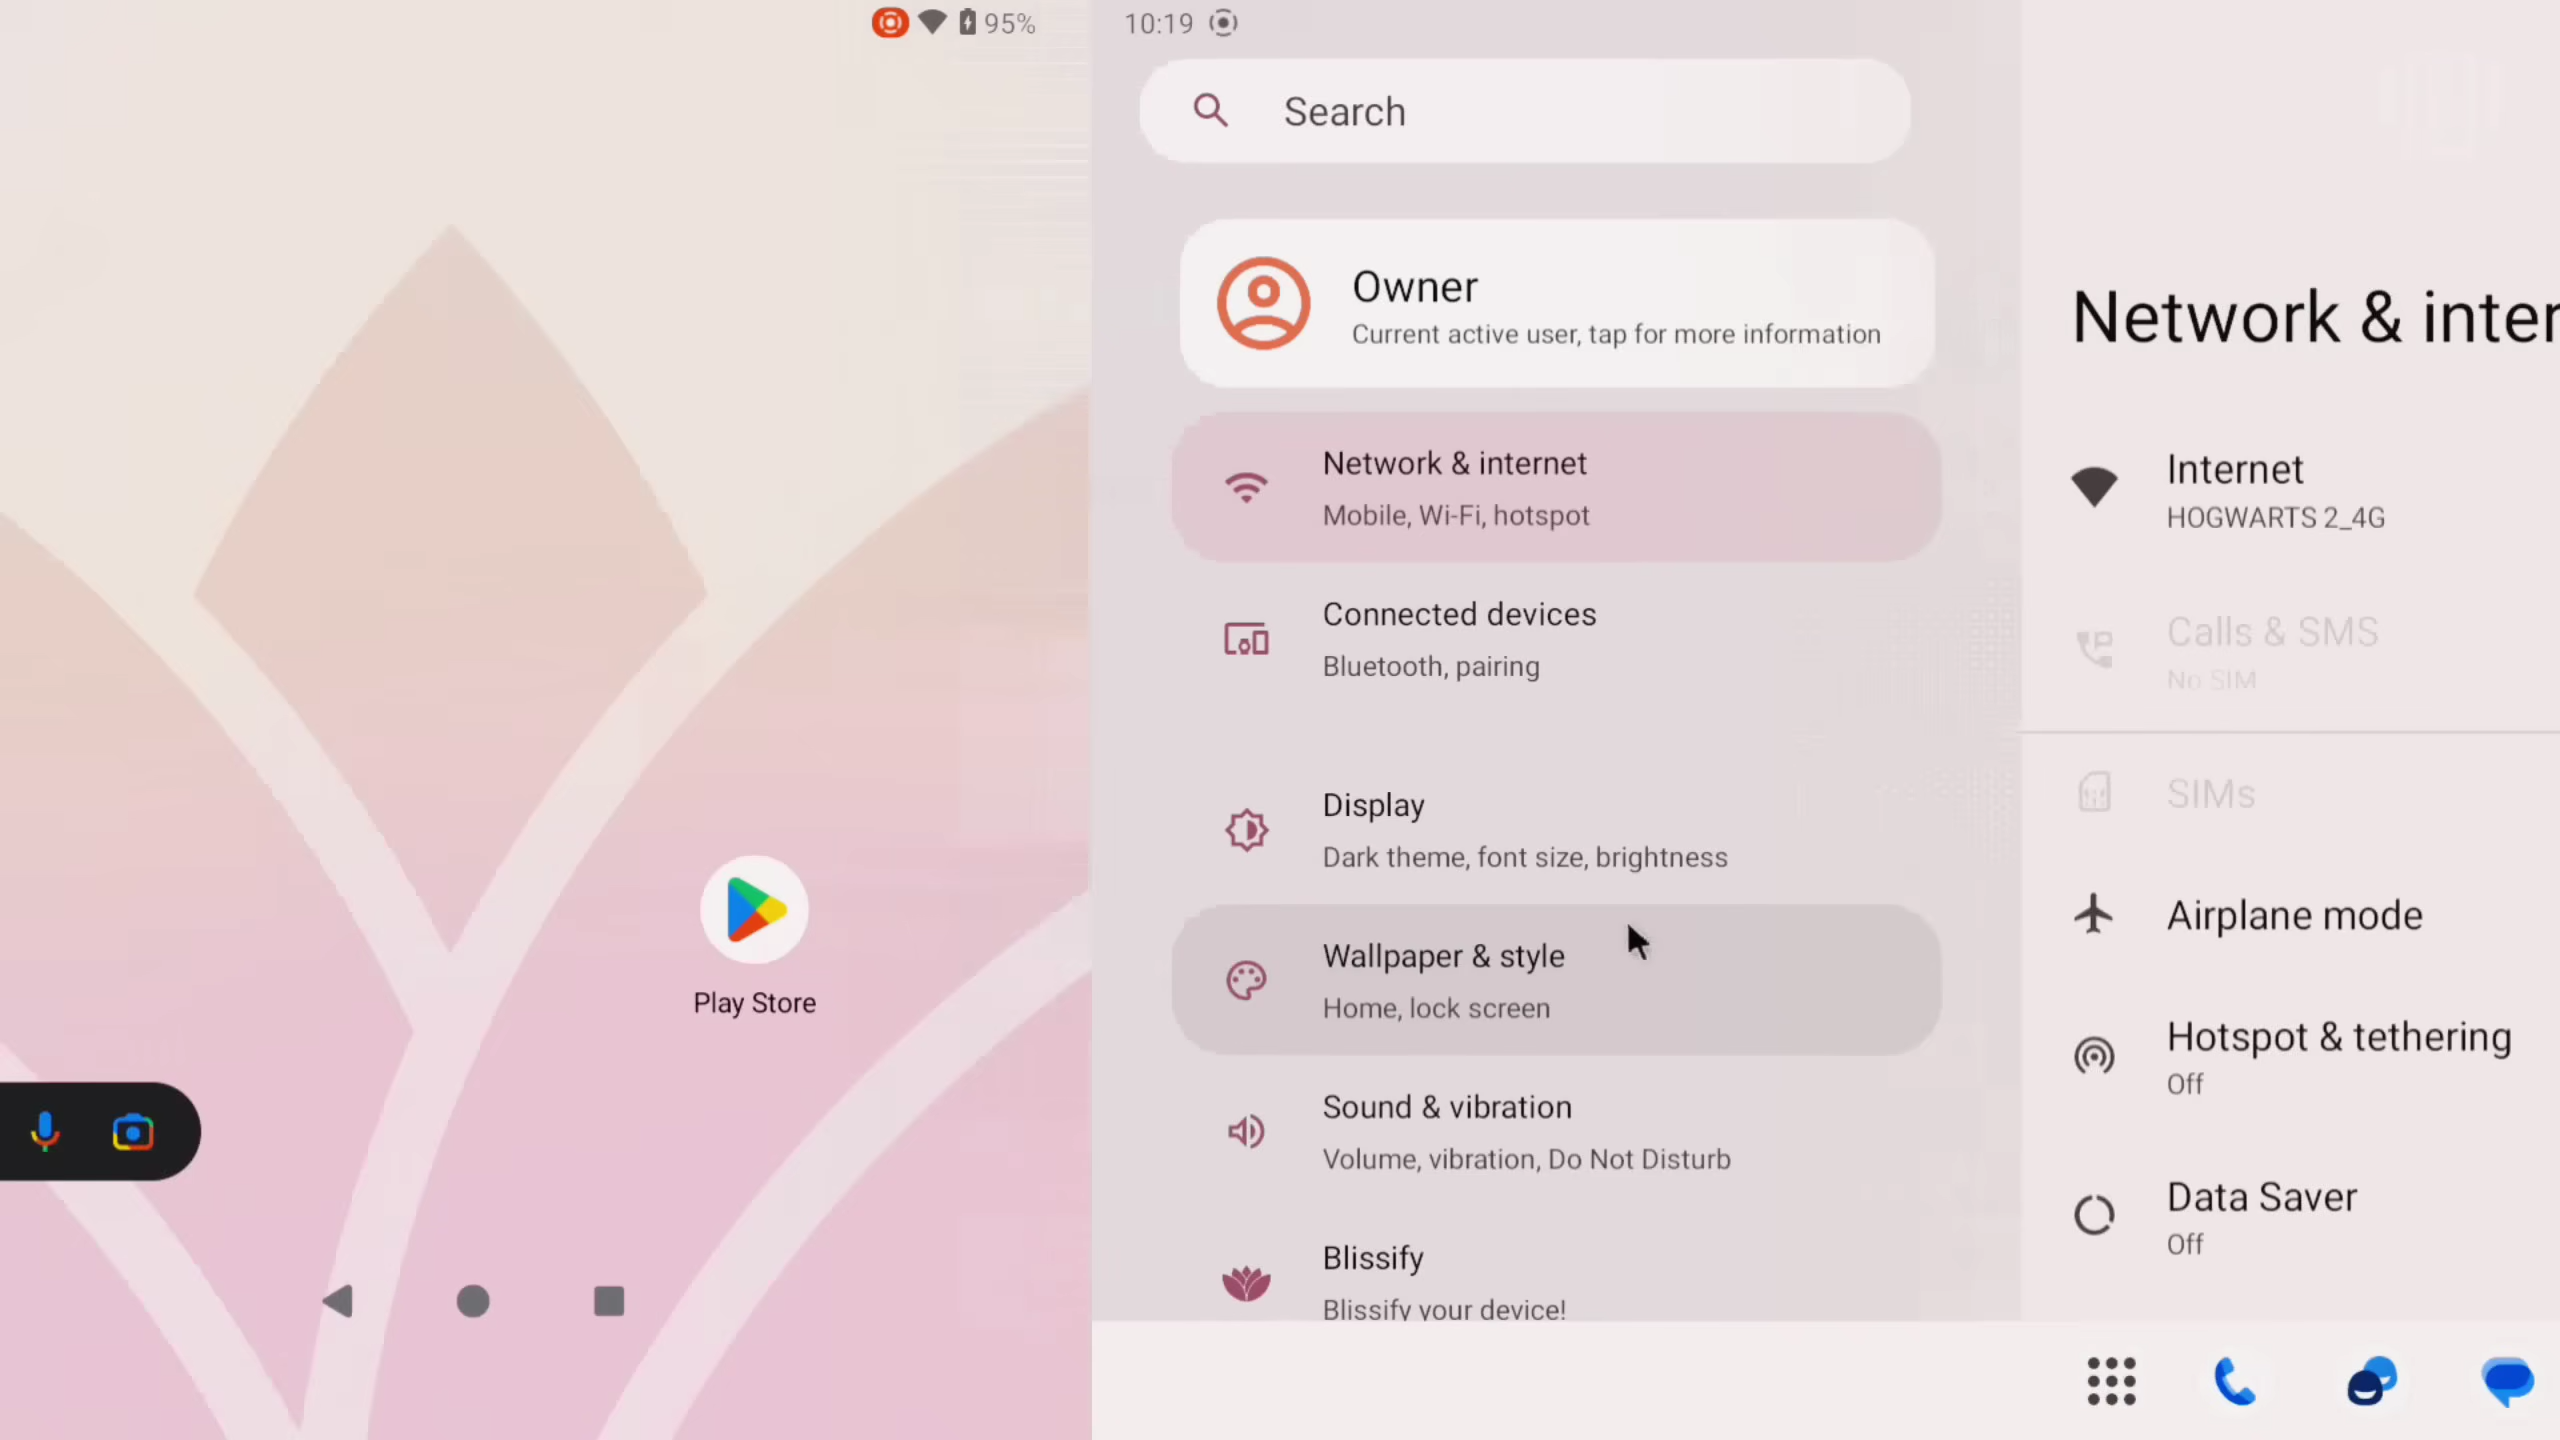 95%
Play Store
10:19
Search
Owner
Current active user, tap for more information
Network & internet
Mobile, Wi-Fi, hotspot
Connected devices
Bluetooth, pairing
Display
Dark theme, font size, brightness
Wallpaper & style
Home, lock screen
Sound & vibration
Volume, vibration, Do Not Disturb
Blissify
Blissify your device!
Network & inter
Internet
HOGWARTS 2_4G
Calls & SMS
No SIM
SIMs
Airplane mode
Hotspot & tethering
Off
Data Saver
Off